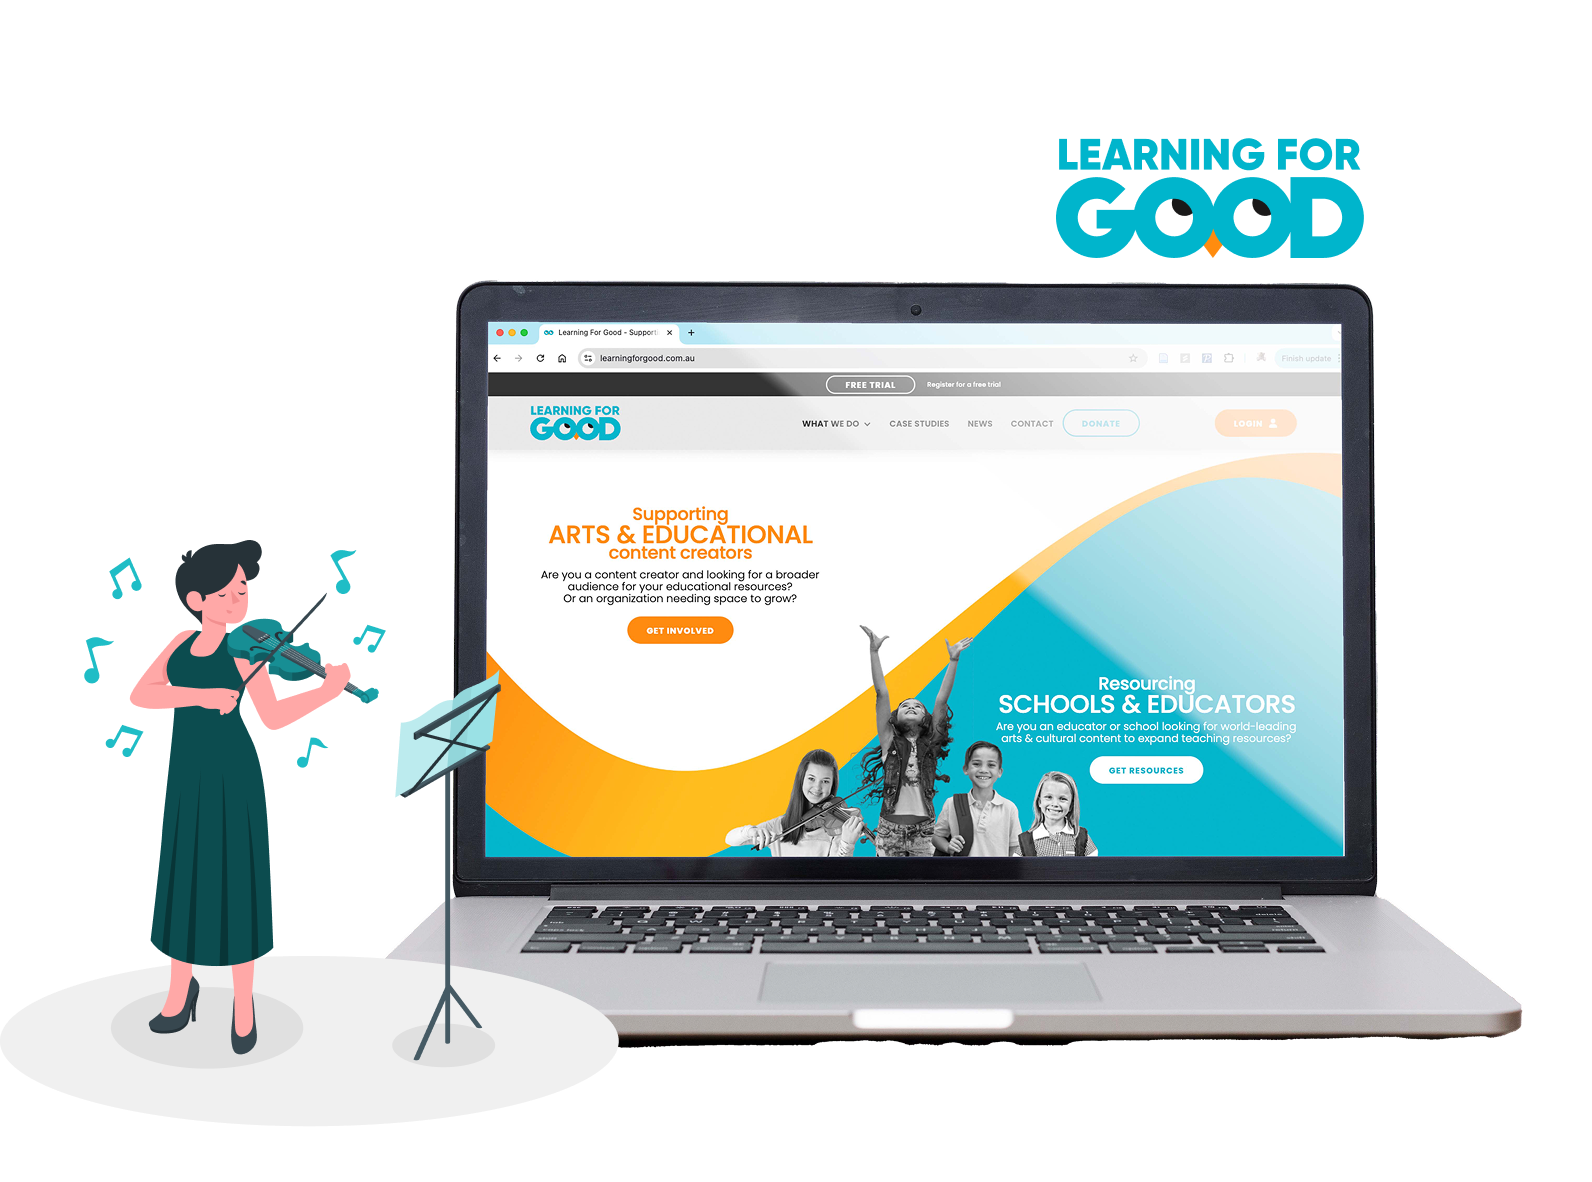 LEARNING FOR
GOOD
Learning For Good - Supporti
learningforgood.com.au
Finish update
FREE TRIAL
Register for a free trial
LEARNING FOR
GOOD
WHAT WE DO
CASE STUDIES
NEWS
CONTACT
DONATE
LOGIN
Supporting
ARTS & EDUCATIONAL
content creators
Are you a content creator and looking for a broader
audience for your educational resources?
Or an organization needing space to grow?
GET INVOLVED
Resourcing
SCHOOLS & EDUCATORS
Are you an educator or school looking for world-leading
arts & cultural content to expand teaching resources?
GET RESOURCES